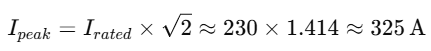 I_peak = I_rated × √2 ≈ 230 × 1.414 ≈ 325 A